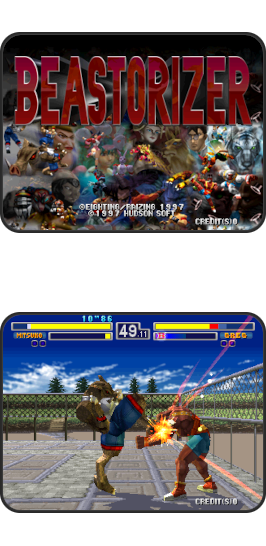 BEASTORIZER
©EIGHTING/RAIZING 1997
©1997 HUDSON SOFT
CREDIT(S)0
10"86
49.11
MITSUKO
GREG
CREDIT(S)0